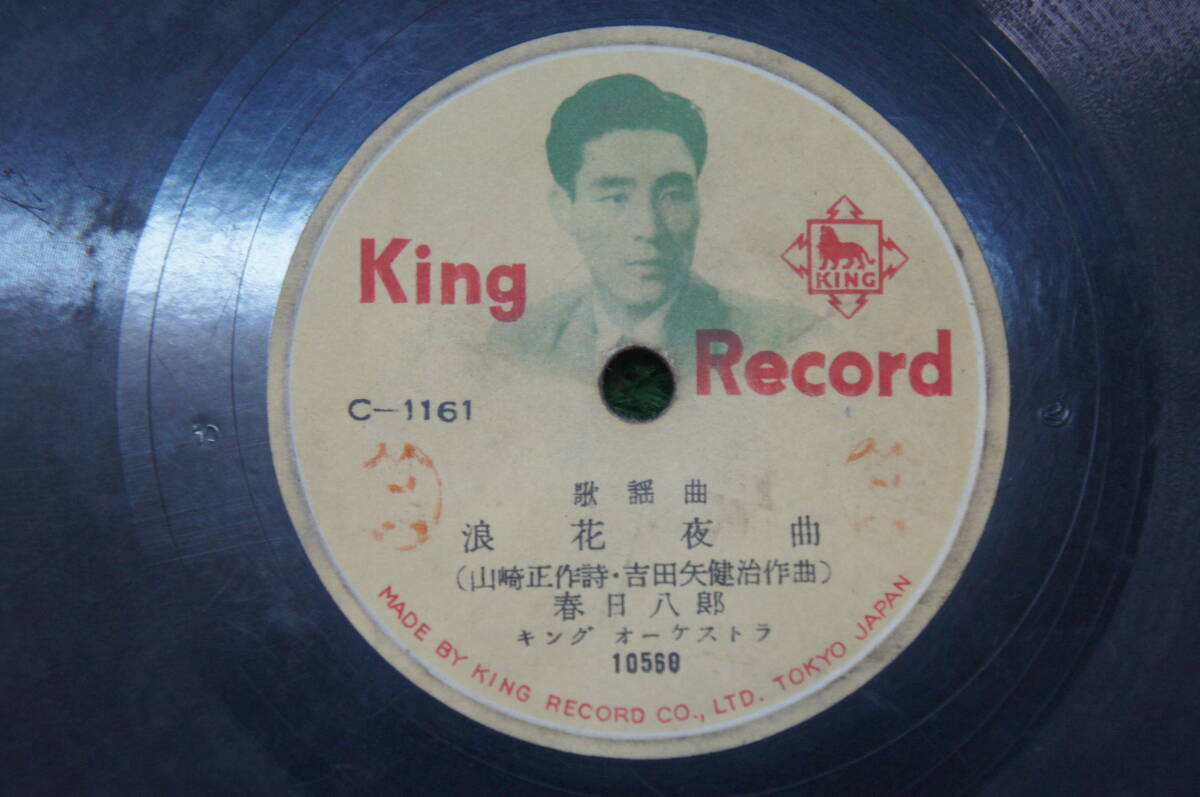 King
Record
KING
C-1161
歌謡曲
浪花夜曲
(山崎正作詩・吉田矢健治作曲)
春日八郎
キング オーケストラ
10560
MADE BY KING RECORD CO., LTD. TOKYO JAPAN